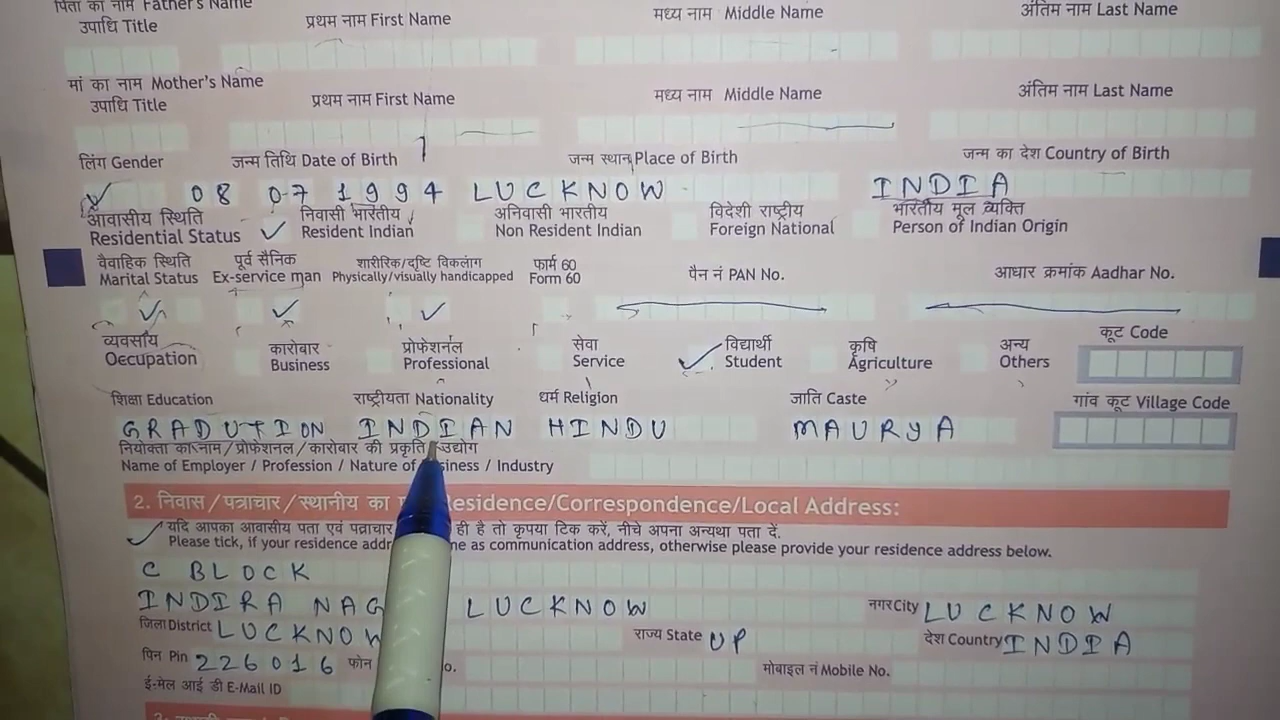 पिता का नाम Father's Name
उपाधि Title प्रथम नाम First Name मध्य नाम Middle Name अंतिम नाम Last Name
मां का नाम Mother's Name
उपाधि Title प्रथम नाम First Name मध्य नाम Middle Name अंतिम नाम Last Name
लिंग Gender जन्म तिथि Date of Birth जन्म स्थान Place of Birth जन्म का देश Country of Birth
08 07 1994 LUCKNOW INDIA
आवासीय स्थिति निवासी भारतीय अनिवासी भारतीय विदेशी राष्ट्रीय भारतीय मूल व्यक्ति
Residential Status Resident Indian Non Resident Indian Foreign National Person of Indian Origin
वैवाहिक स्थिति पूर्व सैनिक शारीरिक/दृष्टि विकलांग फार्म 60 पैन नं PAN No. आधार क्रमांक Aadhar No.
Marital Status Ex-service man Physically/visually handicapped Form 60
व्यवसाय कारोबार प्रोफेशनल सेवा विद्यार्थी कृषि अन्य कूट Code
Occupation Business Professional Service Student Agriculture Others
शिक्षा Education राष्ट्रीयता Nationality धर्म Religion जाति Caste गांव कूट Village Code
GRADUTION INDIAN HINDU MAURYA
नियोक्ता का नाम/प्रोफेशनल/कारोबार की प्रकृति उद्योग
Name of Employer / Profession / Nature of siness / Industry
2. निवास/पत्राचार/स्थानीय का esidence/Correspondence/Local Address:
यदि आपका आवासीय पता एवं पत्राचार ही है तो कृपया टिक करें, नीचे अपना अन्यथा पता दें.
Please tick, if your residence addr me as communication address, otherwise please provide your residence address below.
C BLOCK
INDIRA NAG LUCKNOW नगर City LUCKNOW
जिला District LUCKNOW राज्य State UP देश Country INDIA
पिन Pin 226016 फोन o. मोबाइल नं Mobile No.
ई-मेल आई डी E-Mail ID